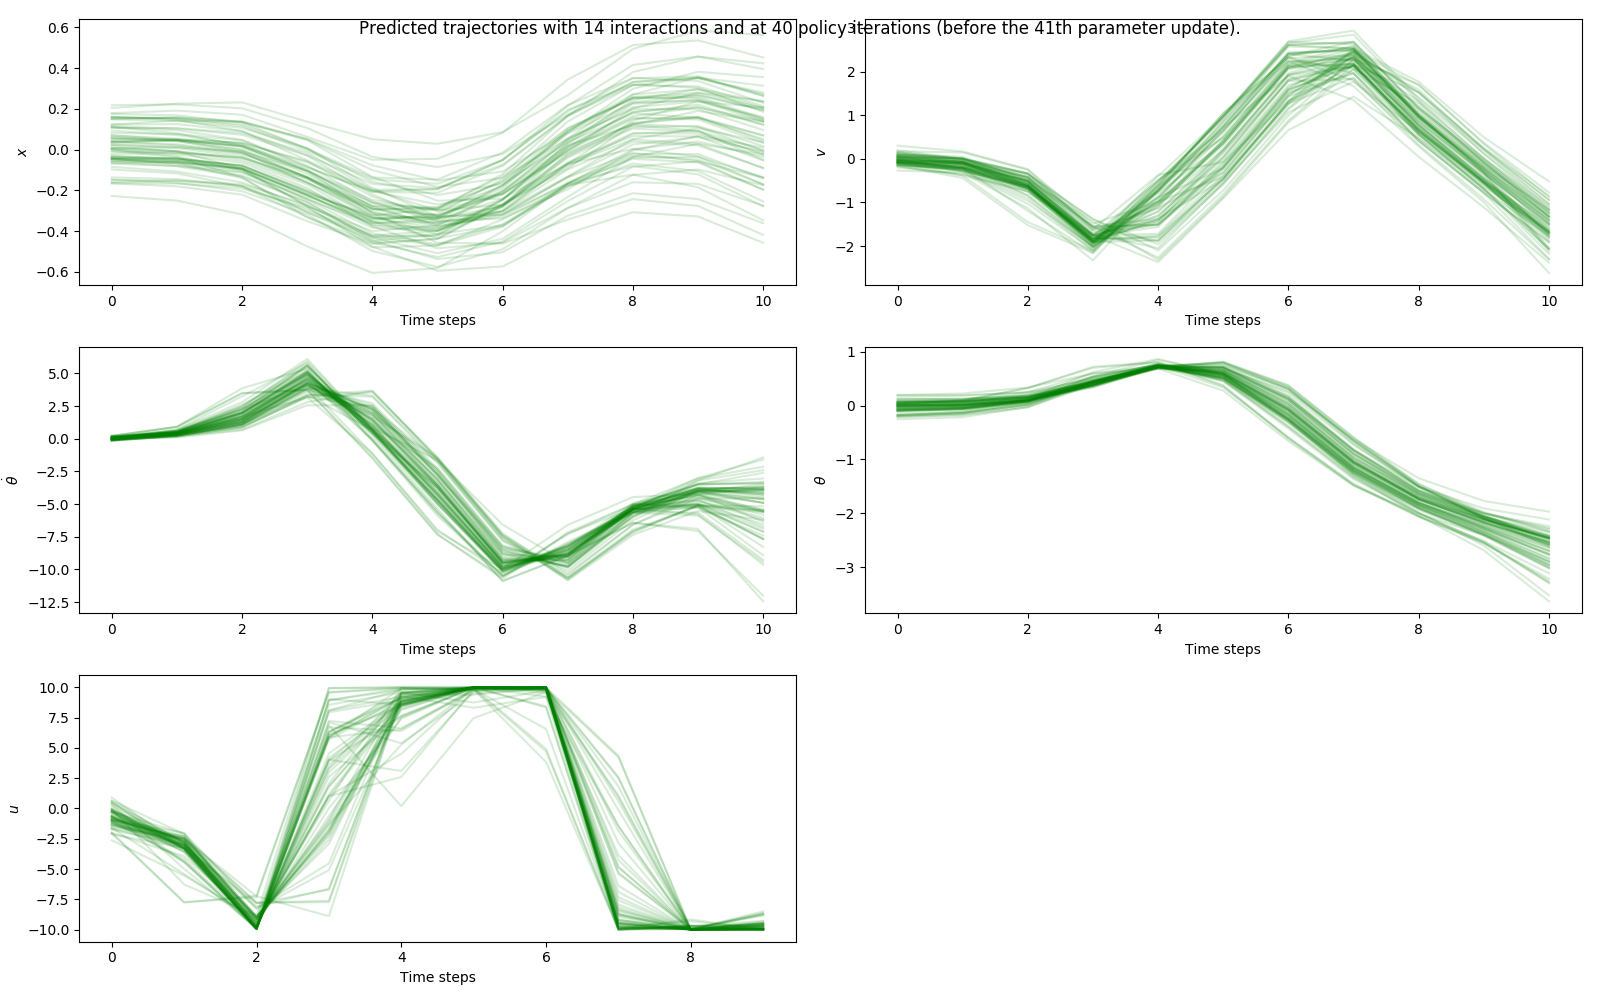 Predicted trajectories with 14 interactions and at 40 policy iterations (before the 41th parameter update).
0.6
0.4
0.2
0.0
−0.2
−0.4
−0.6
x
0 2 4 6 8 10
Time steps
3
2
1
0
−1
−2
v
0 2 4 6 8 10
Time steps
5.0
2.5
0.0
−2.5
−5.0
−7.5
−10.0
−12.5
θ̇
0 2 4 6 8 10
Time steps
1
0
−1
−2
−3
θ
0 2 4 6 8 10
Time steps
10.0
7.5
5.0
2.5
0.0
−2.5
−5.0
−7.5
−10.0
u
0 2 4 6 8
Time steps